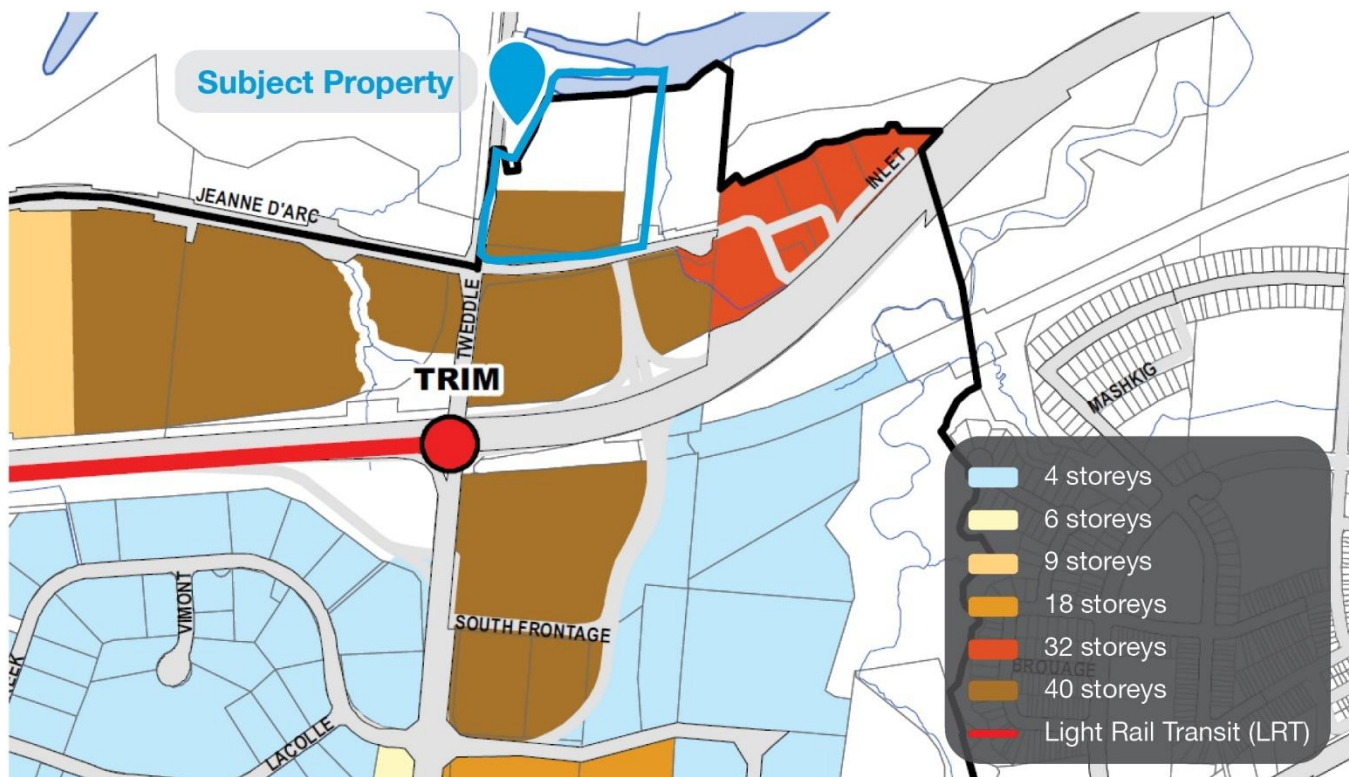 Subject Property
JEANNE D'ARC
INLET
TWEDDLE
TRIM
MASHKIG
VIMONT
SOUTH FRONTAGE
LACOLLE
4 storeys
6 storeys
9 storeys
18 storeys
32 storeys
BROUAGE
40 storeys
Light Rail Transit (LRT)